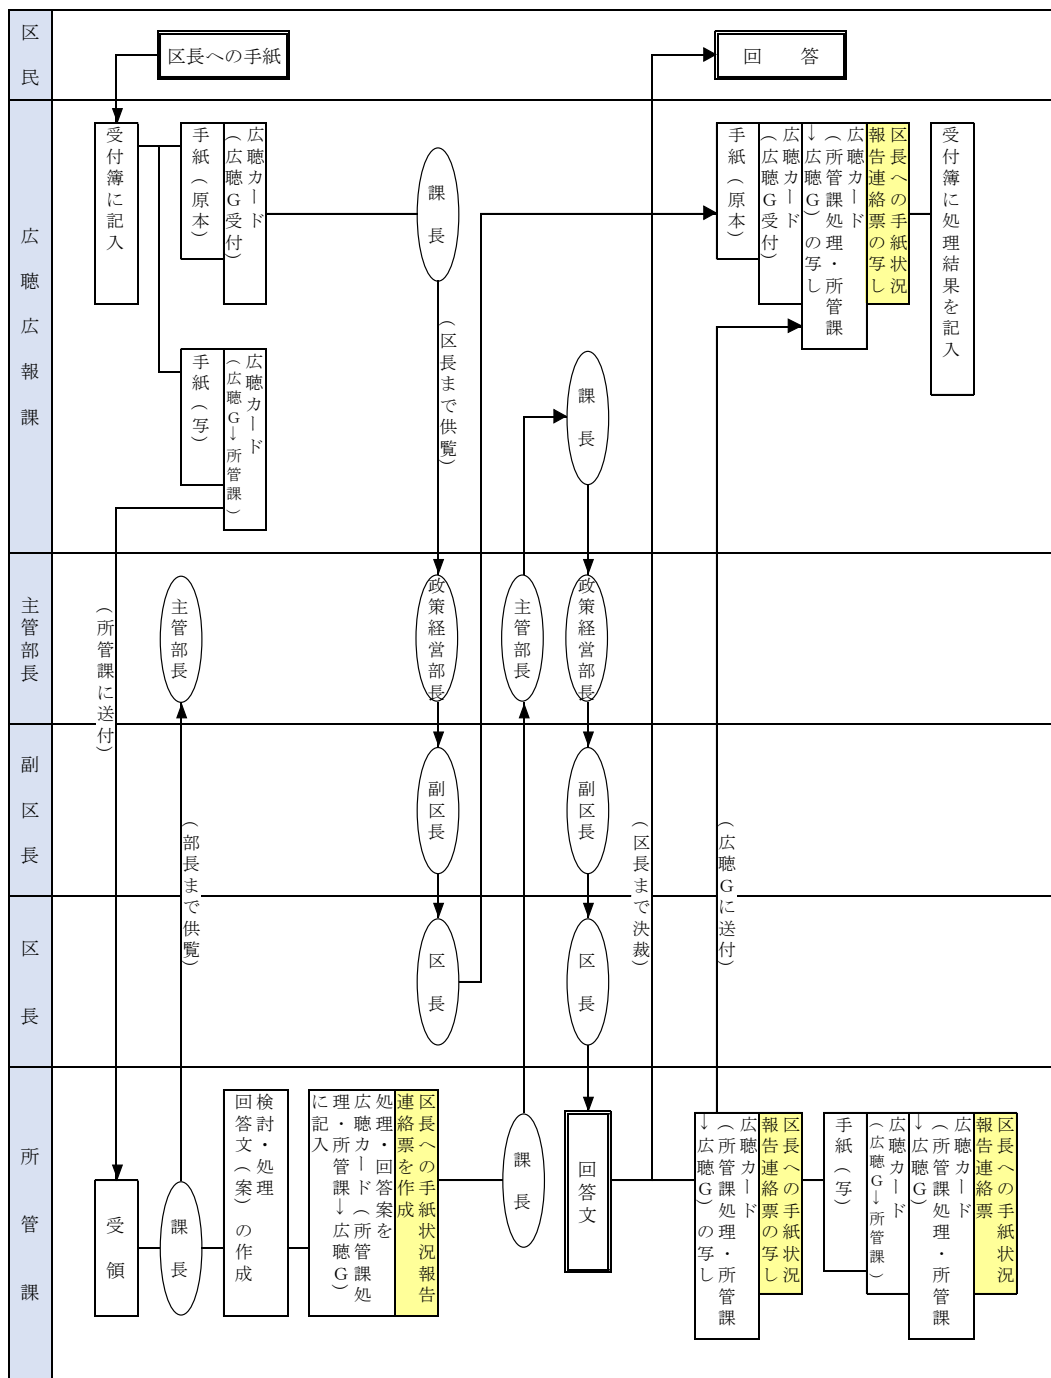 区民
区長への手紙
回　答
広聴広報課
受付簿に記入
手紙（原本）
広聴カード
（広聴G受付）
課長
手紙（原本）
広聴カード
（広聴G受付）
広聴カード
（所管課処理・所管課
→広聴G）の写し
区長への手紙状況
報告連絡票の写し
受付簿に処理結果を記入
（区長まで供覧）
手紙（写）
広聴カード
（広聴G→所管課）
課長
主管部長
（所管課に送付）
主管部長
政策経営部長
主管部長
政策経営部長
副区長
（部長まで供覧）
副区長
副区長
（区長まで決裁）
（広聴Gに送付）
区長
区長
区長
所管課
受領
課長
検討・処理
回答文（案）の作成
区長への手紙状況報告
連絡票を作成
処理・回答案を
広聴カード（所管課処
理・所管課→広聴G）
に記入
課長
回答文
区長への手紙状況
報告連絡票の写し
広聴カード
（所管課処理・所管課
→広聴G）の写し
手紙（写）
広聴カード
（広聴G→所管課）
広聴カード
（所管課処理・所管課
→広聴G）
区長への手紙状況
報告連絡票